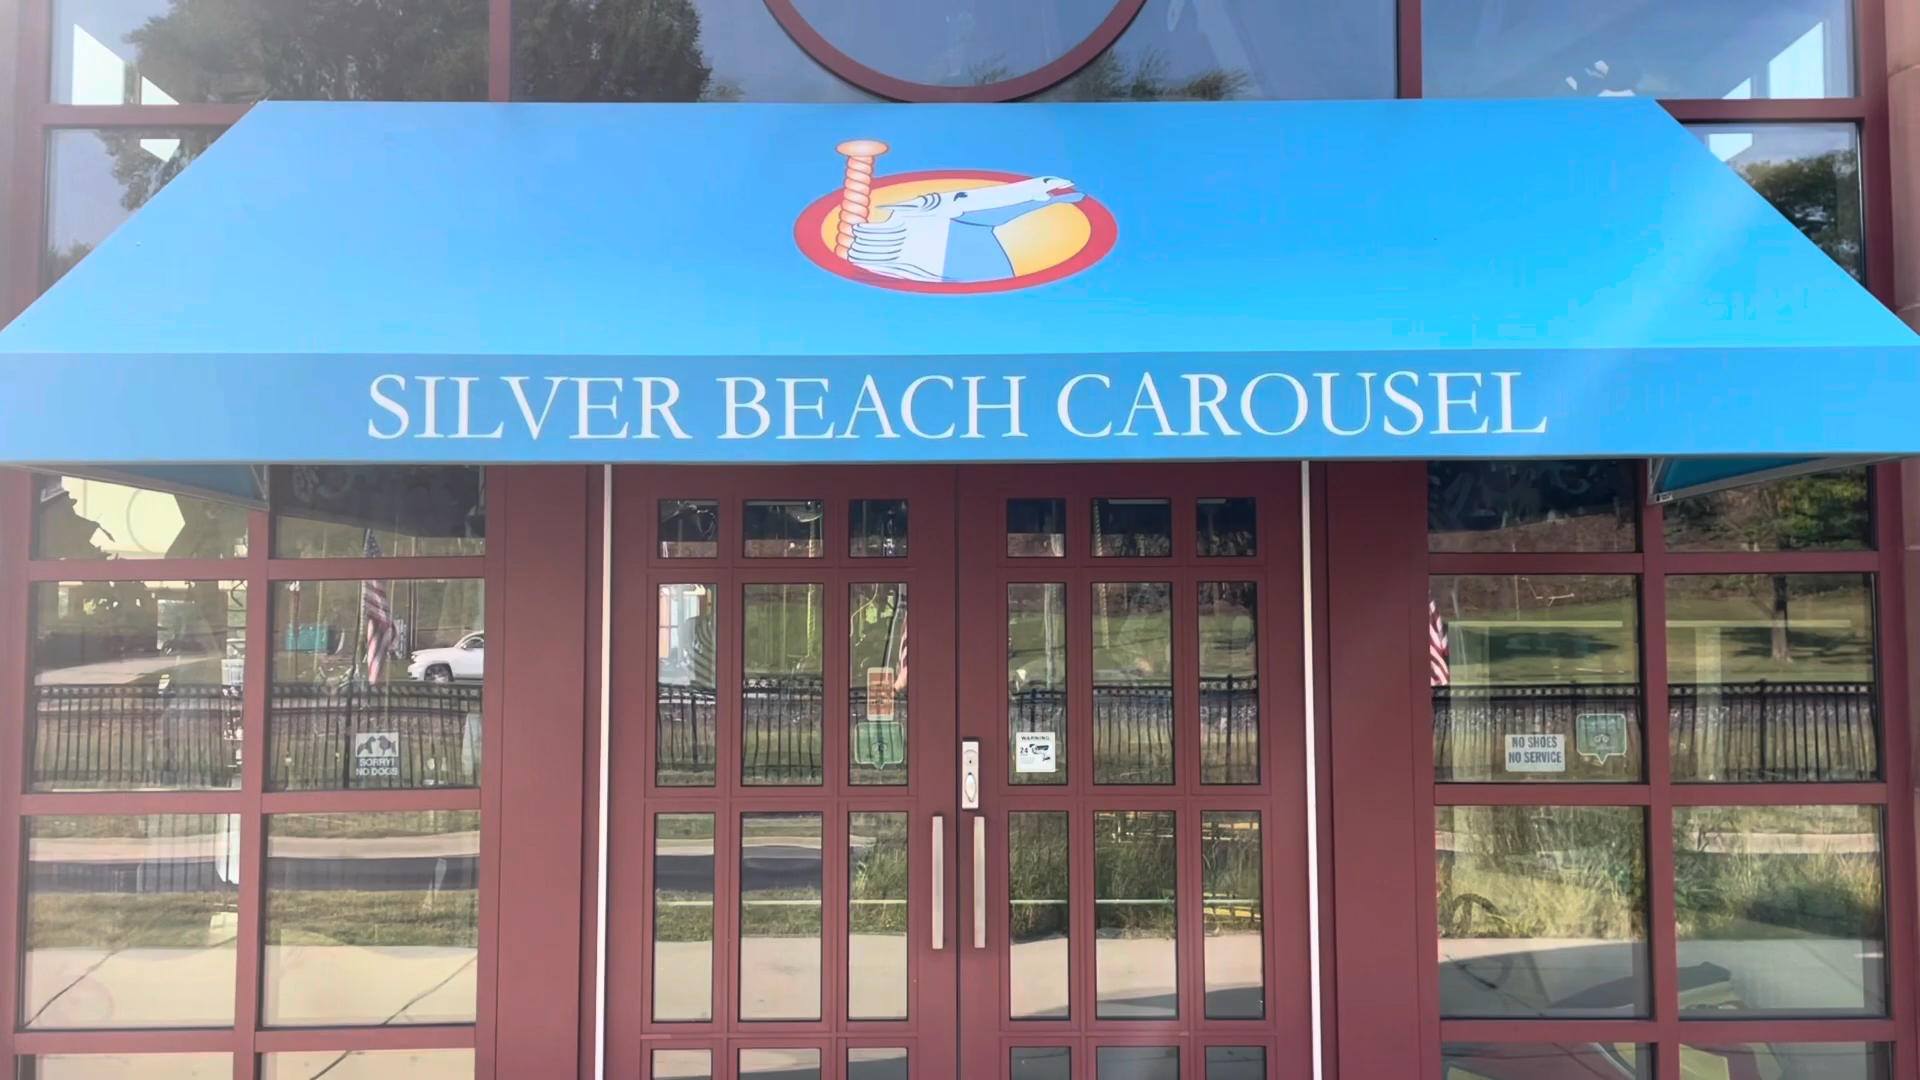 SILVER BEACH CAROUSEL
SORRY!
NO DOGS
WARNING
24
NO SHOES
NO SERVICE